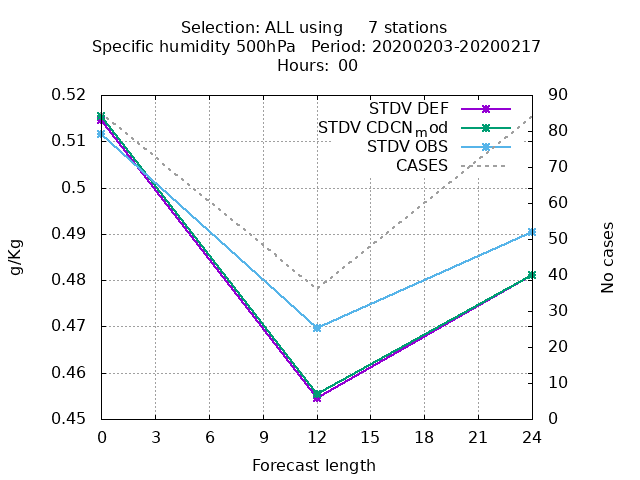 Selection: ALL using     7 stations
Specific humidity 500hPa   Period: 20200203-20200217
Hours:  00
0.52
0.51
0.5
0.49
0.48
0.47
0.46
0.45
g/Kg
STDV DEF
STDV CDCNmod
STDV OBS
CASES
90
80
70
60
50
40
30
20
10
0
No cases
0 3 6 9 12 15 18 21 24
Forecast length